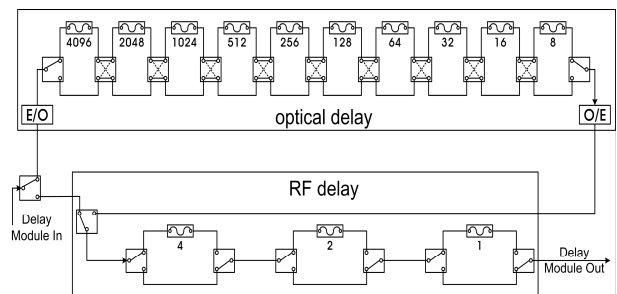 4096 2048 1024 512 256 128 64 32 16 8
E/O
optical delay
O/E
RF delay
Delay
Module In
4 2 1
Delay
Module Out